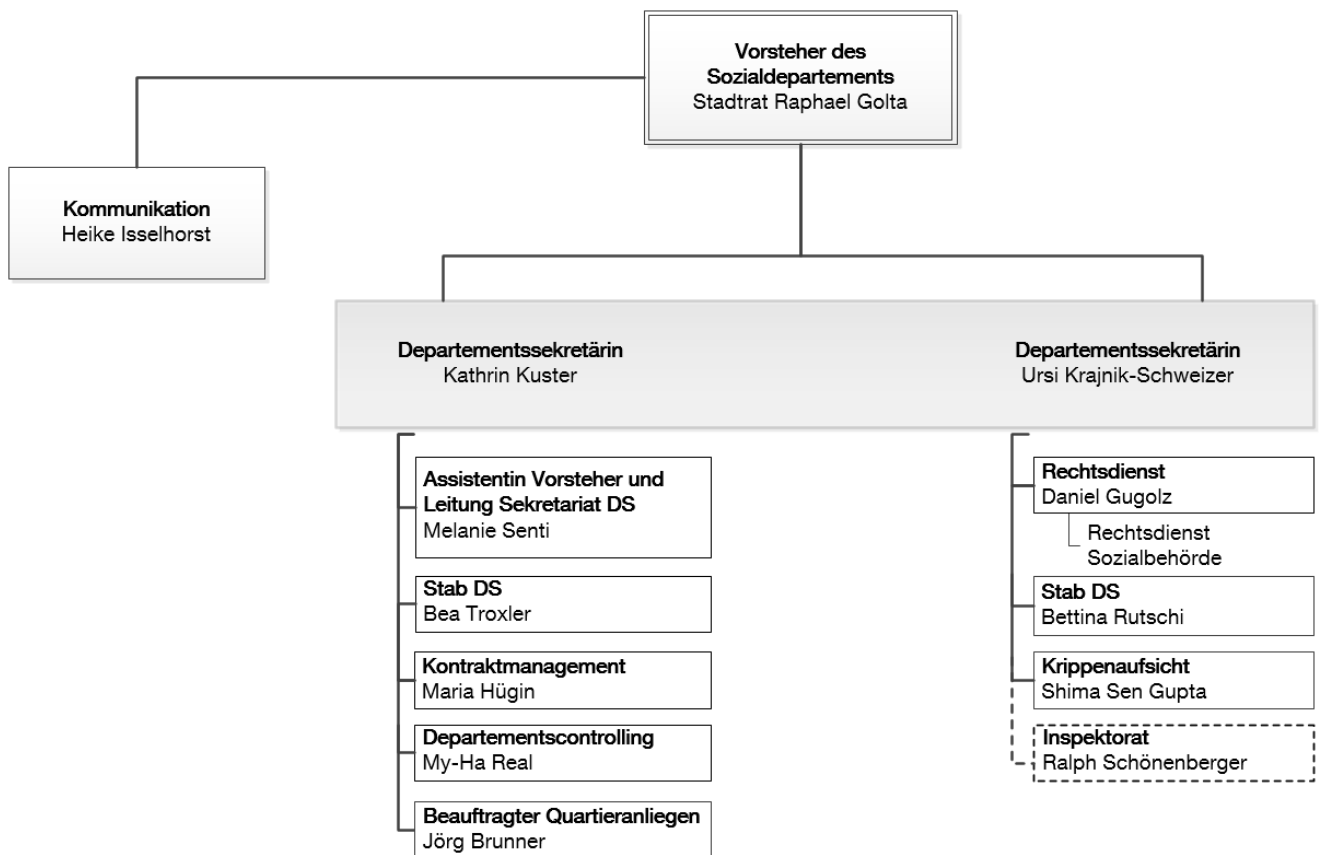 Vorsteher des
Sozialdepartements
Stadtrat Raphael Golta
Kommunikation
Heike Isselhorst
Departementssekretärin
Kathrin Kuster
Departementssekretärin
Ursi Krajnik-Schweizer
Assistentin Vorsteher und
Leitung Sekretariat DS
Melanie Senti
Stab DS
Bea Troxler
Kontraktmanagement
Maria Hügin
Departementscontrolling
My-Ha Real
Beauftragter Quartieranliegen
Jörg Brunner
Rechtsdienst
Daniel Gugolz
Rechtsdienst
Sozialbehörde
Stab DS
Bettina Rutschi
Krippenaufsicht
Shima Sen Gupta
Inspektorat
Ralph Schönenberger